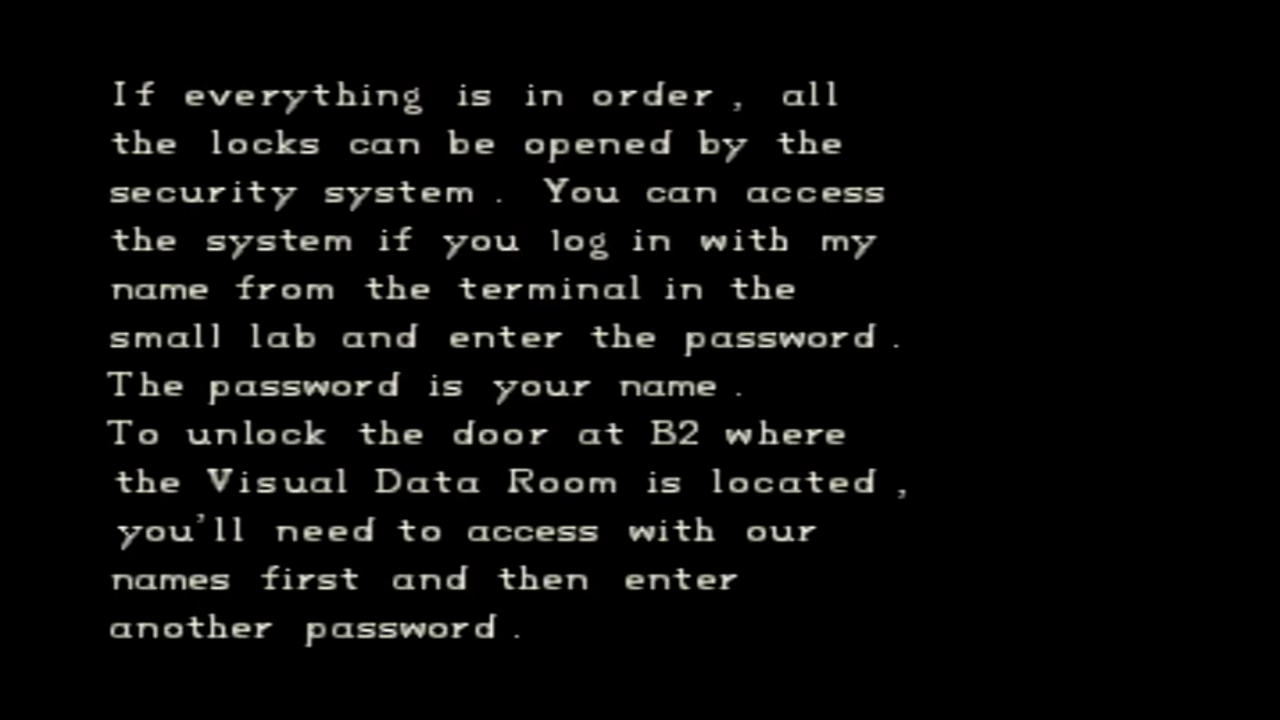 If everything is in order, all
the locks can be opened by the
security system. You can access
the system if you log in with my
name from the terminal in the
small lab and enter the password.
The password is your name.
To unlock the door at B2 where
the Visual Data Room is located,
you'll need to access with our
names first and then enter
another password.